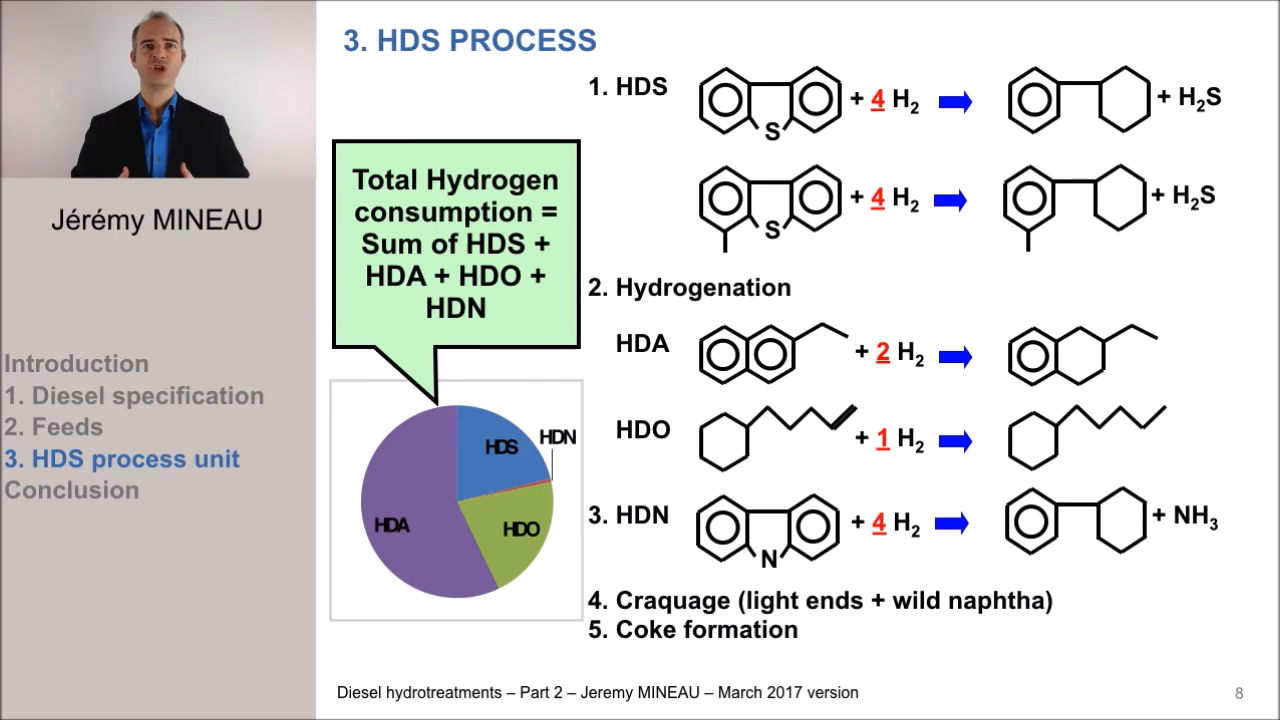 3. HDS PROCESS
Jérémy MINEAU
Introduction
1. Diesel specification
2. Feeds
3. HDS process unit
Conclusion
Total Hydrogen
consumption =
Sum of HDS +
HDA + HDO +
HDN
HDS
HDN
HDO
HDA
1. HDS
S
+ 4 H₂
+ H₂S
S
+ 4 H₂
+ H₂S
2. Hydrogenation
HDA
+ 2 H₂
HDO
+ 1 H₂
3. HDN
N
+ 4 H₂
+ NH₃
4. Craquage (light ends + wild naphtha)
5. Coke formation
Diesel hydrotreatments – Part 2 – Jeremy MINEAU – March 2017 version
8